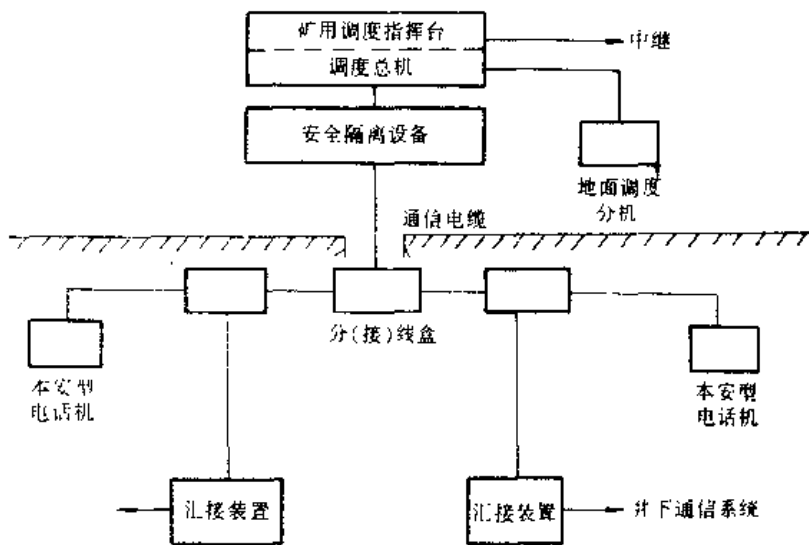 矿用调度指挥台
中继
调度总机
安全隔离设备
地面调度
分机
通信电缆
分(接)线盒
本安型
电话机
本安型
电话机
汇接装置
汇接装置
井下通信系统